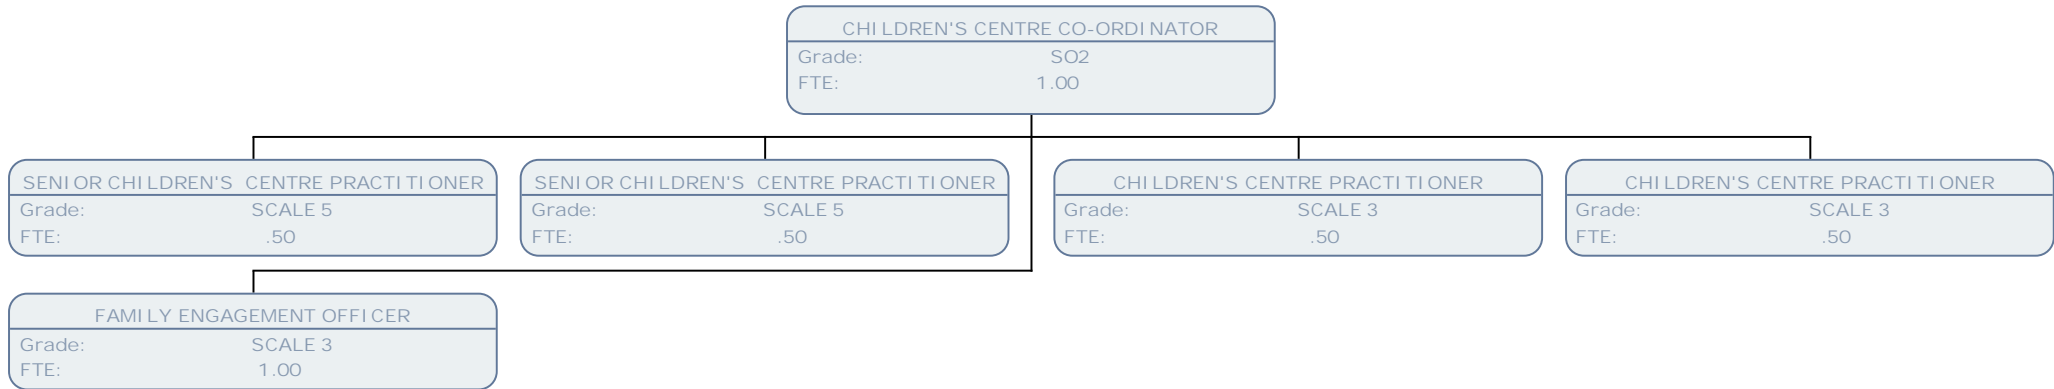 CHILDREN'S CENTRE CO-ORDINATOR
Grade: SO2
FTE: 1.00
SENIOR CHILDREN'S CENTRE PRACTITIONER
Grade: SCALE 5
FTE: .50
SENIOR CHILDREN'S CENTRE PRACTITIONER
Grade: SCALE 5
FTE: .50
CHILDREN'S CENTRE PRACTITIONER
Grade: SCALE 3
FTE: .50
CHILDREN'S CENTRE PRACTITIONER
Grade: SCALE 3
FTE: .50
FAMILY ENGAGEMENT OFFICER
Grade: SCALE 3
FTE: 1.00